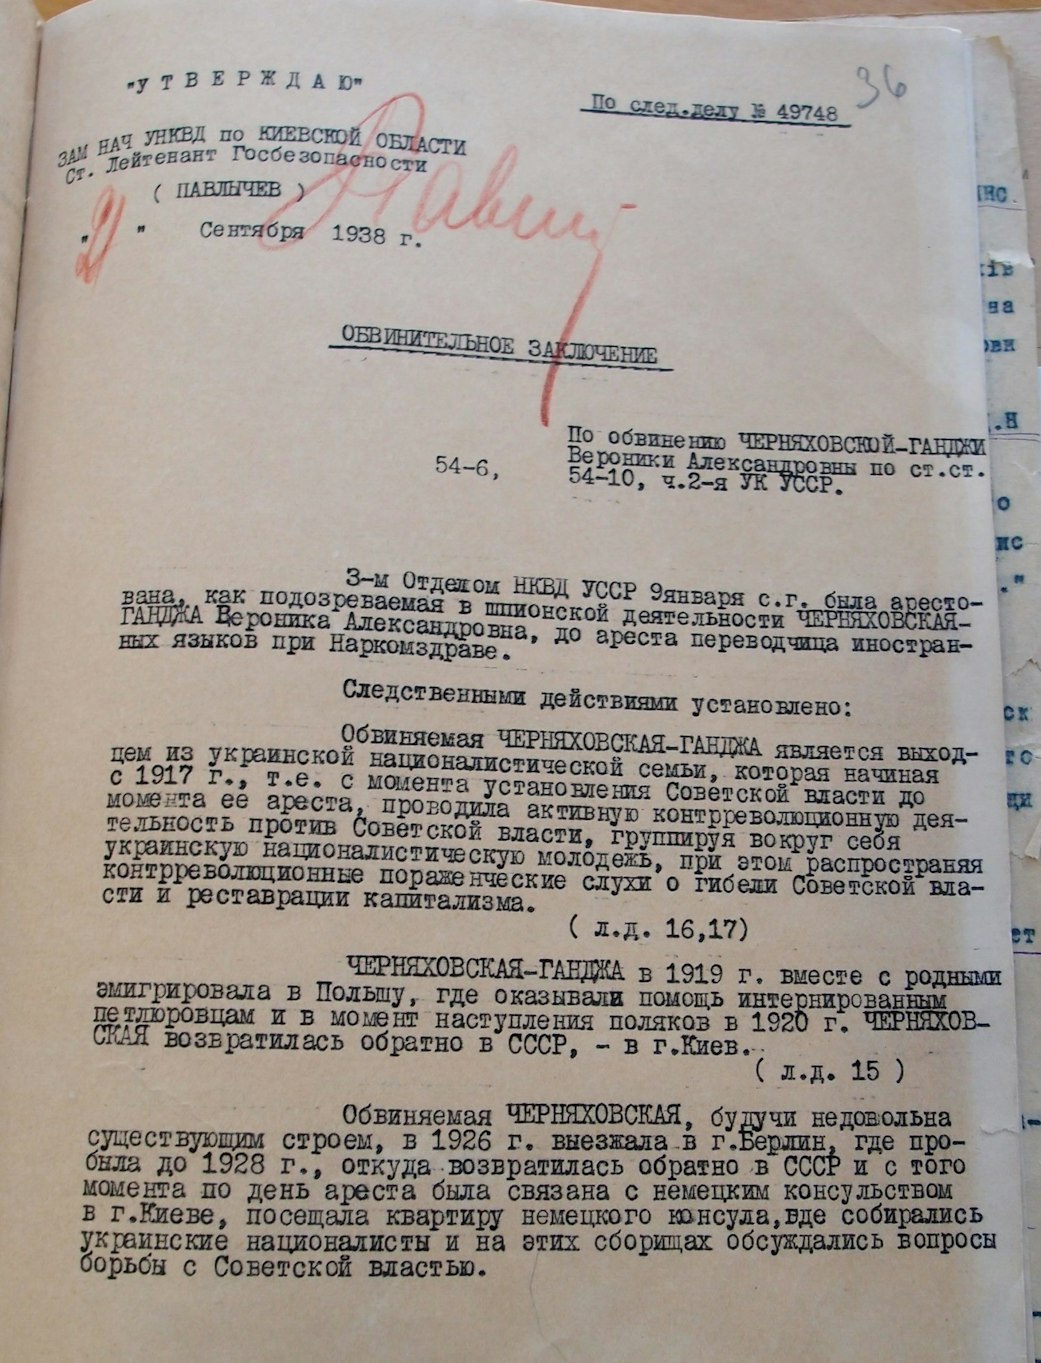 "У Т В Е Р Ж Д А Ю"
36
По след.делу № 49748
ЗАМ НАЧ УНКВД по КИЕВСКОЙ ОБЛАСТИ
Ст. Лейтенант Госбезопасности
( ПАВЛЫЧЕВ )
" " Сентября 1938 г.
ОБВИНИТЕЛЬНОЕ ЗАКЛЮЧЕНИЕ
По обвинению ЧЕРНЯХОВСКОЙ-ГАНДЖИ
Вероники Александровны по ст.ст.
54-6, 54-10, ч.2-я УК УССР.
3-м Отделом НКВД УССР 9января с.г. была аресто-
вана, как подозреваемая в шпионской деятельности ЧЕРНЯХОВСКАЯ-
ГАНДЖА Вероника Александровна, до ареста переводчица иностран-
ных языков при Наркомздраве.
Следственными действиями установлено:
Обвиняемая ЧЕРНЯХОВСКАЯ-ГАНДЖА является выход-
цем из украинской националистической семьи, которая начиная
с 1917 г., т.е. с момента установления Советской власти до
момента ее ареста, проводила активную контрреволюционную дея-
тельность против Советской власти, группируя вокруг себя
украинскую националистическую молодежь, при этом распространяя
контрреволюционные пораженческие слухи о гибели Советской вла-
сти и реставрации капитализма.
( л.д. 16,17)
ЧЕРНЯХОВСКАЯ-ГАНДЖА в 1919 г. вместе с родными
эмигрировала в Польшу, где оказывали помощь интернированным
петлюровцам и в момент наступления поляков в 1920 г. ЧЕРНЯХОВ-
СКАЯ возвратилась обратно в СССР, - в г.Киев.
( л.д. 15 )
Обвиняемая ЧЕРНЯХОВСКАЯ, будучи недовольна
существующим строем, в 1926 г. выезжала в г.Берлин, где про-
была до 1928 г., откуда возвратилась обратно в СССР и с того
момента по день ареста была связана с немецким консульством
в г.Киеве, посещала квартиру немецкого консула,вде собирались
украинские националисты и на этих сборищах обсуждались вопросы
борьбы с Советской властью.